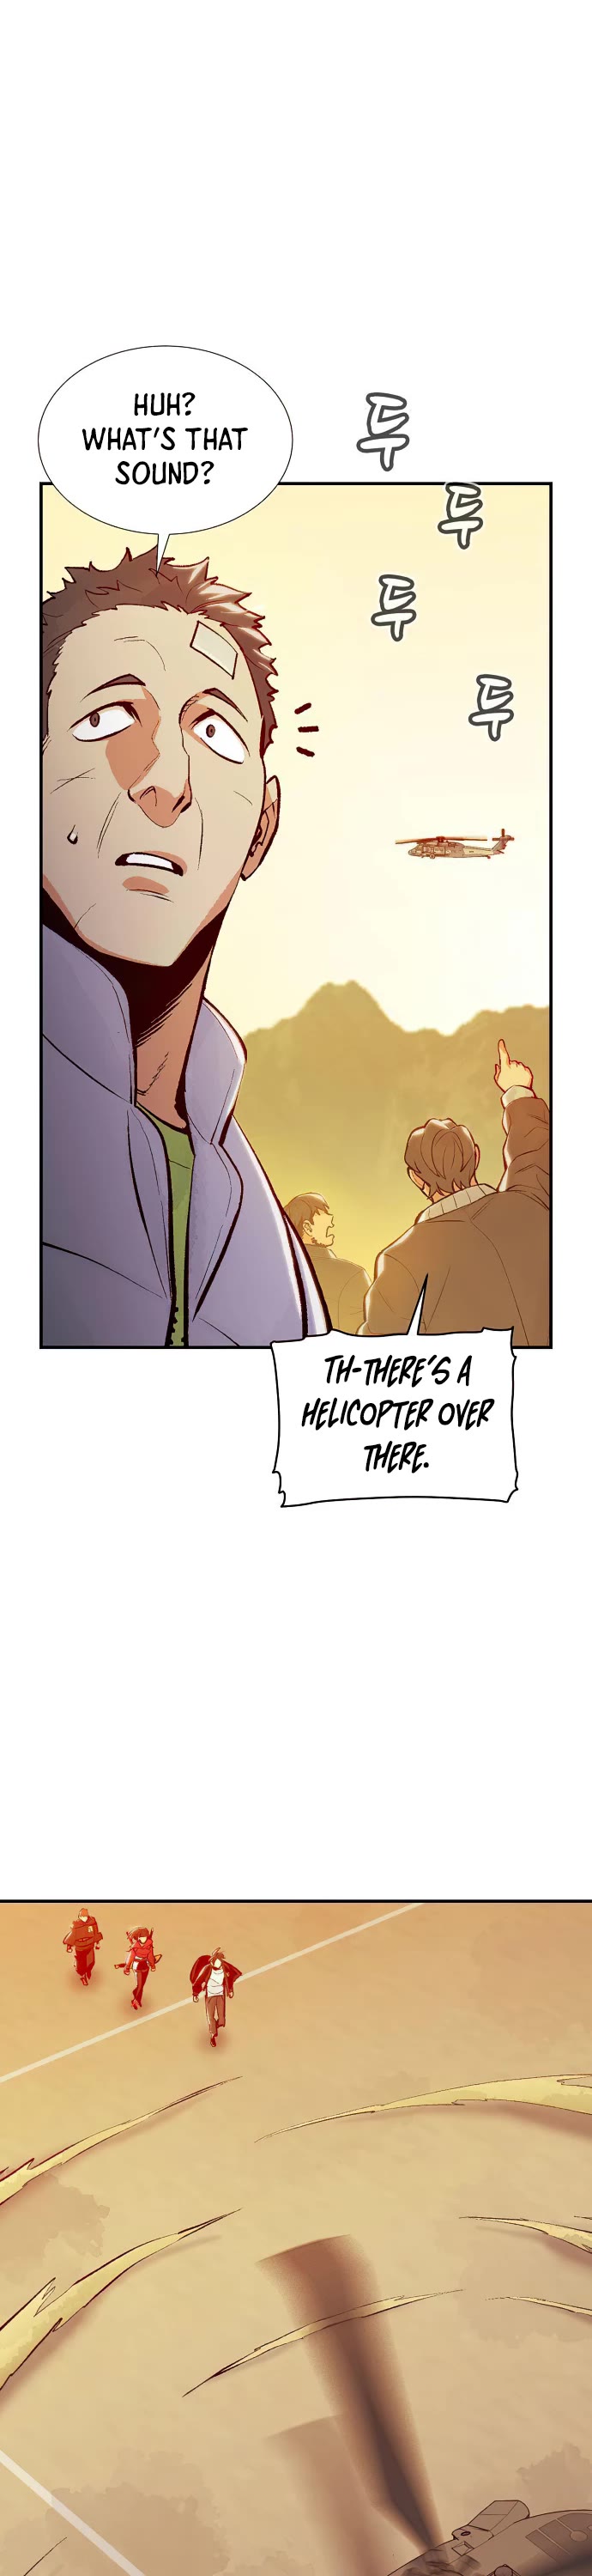 HUH?
WHAT'S THAT
SOUND?
두
두
두
두
TH-THERE'S A
HELICOPTER OVER
THERE.